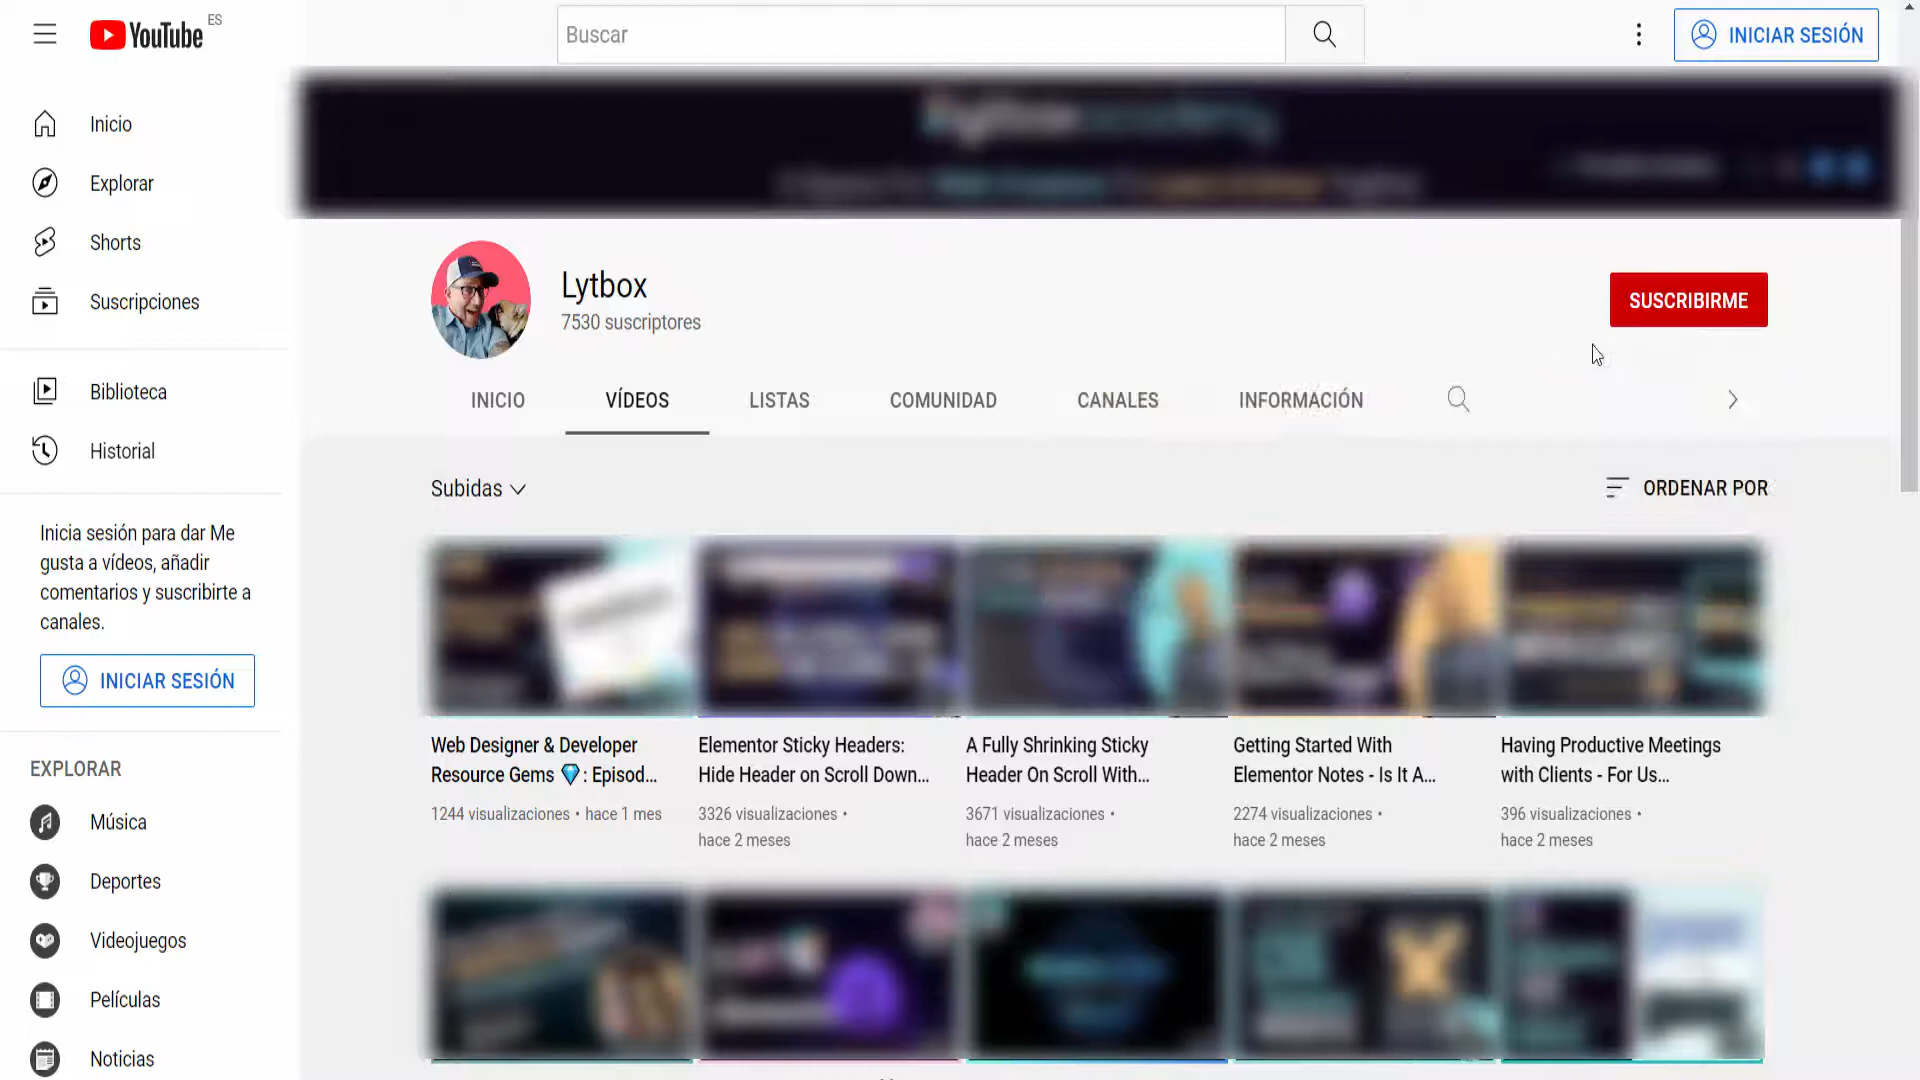 YouTube ES
Buscar
INICIAR SESIÓN
Inicio
Explorar
Shorts
Suscripciones
Biblioteca
Historial
Inicia sesión para dar Me
gusta a vídeos, añadir
comentarios y suscribirte a
canales.
INICIAR SESIÓN
EXPLORAR
Música
Deportes
Videojuegos
Películas
Noticias
Lytbox
7530 suscriptores
SUSCRIBIRME
INICIO VÍDEOS LISTAS COMUNIDAD CANALES INFORMACIÓN
Subidas
ORDENAR POR
Web Designer & Developer
Resource Gems 💎: Episod...
1244 visualizaciones • hace 1 mes
Elementor Sticky Headers:
Hide Header on Scroll Down...
3326 visualizaciones •
hace 2 meses
A Fully Shrinking Sticky
Header On Scroll With...
3671 visualizaciones •
hace 2 meses
Getting Started With
Elementor Notes - Is It A...
2274 visualizaciones •
hace 2 meses
Having Productive Meetings
with Clients - For Us...
396 visualizaciones •
hace 2 meses